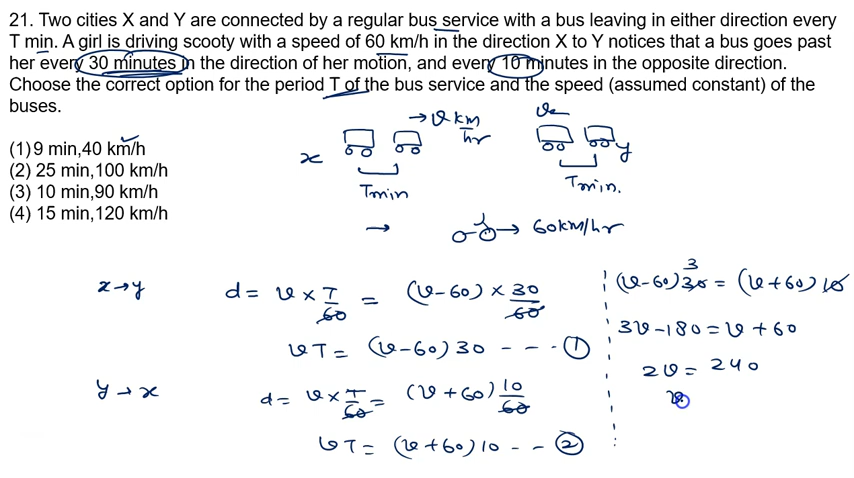 21. Two cities X and Y are connected by a regular bus service with a bus leaving in either direction every
T min. A girl is driving scooty with a speed of 60 km/h in the direction X to Y notices that a bus goes past
her every 30 minutes in the direction of her motion, and every 10 minutes in the opposite direction.
Choose the correct option for the period T of the bus service and the speed (assumed constant) of the
buses.
(1) 9 min,40 km/h
(2) 25 min,100 km/h
(3) 10 min,90 km/h
(4) 15 min,120 km/h
x
→ v km/hr
v
y
T min
T min.
→
→ 60km/hr
x→y
d = v × T/60 = (v-60) × 30/60
vT = (v-60) 30 ---- ①
y → x
d = v × T/60 = (v+60) 10/60
vT = (v+60) 10 -- ②
(v-60) 30 3 = (v+60) 10
3v-180 = v + 60
2v = 240
v